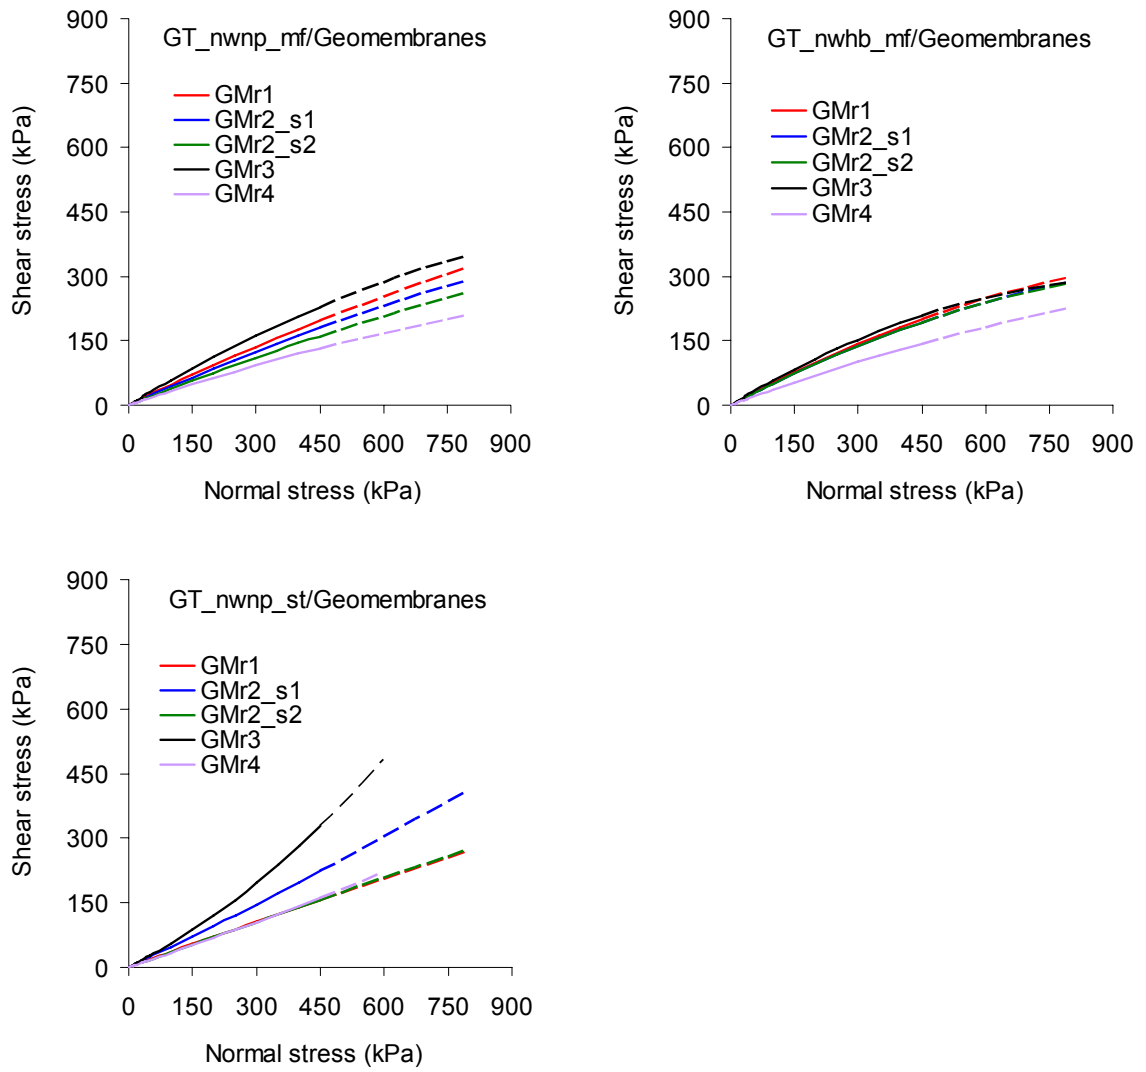 GT_nwnp_mf/Geomembranes
GMr1
GMr2_s1
GMr2_s2
GMr3
GMr4
900
750
600
450
300
150
0
Shear stress (kPa)
0 150 300 450 600 750 900
Normal stress (kPa)
GT_nwhb_mf/Geomembranes
GMr1
GMr2_s1
GMr2_s2
GMr3
GMr4
900
750
600
450
300
150
0
Shear stress (kPa)
0 150 300 450 600 750 900
Normal stress (kPa)
GT_nwnp_st/Geomembranes
GMr1
GMr2_s1
GMr2_s2
GMr3
GMr4
900
750
600
450
300
150
0
Shear stress (kPa)
0 150 300 450 600 750 900
Normal stress (kPa)